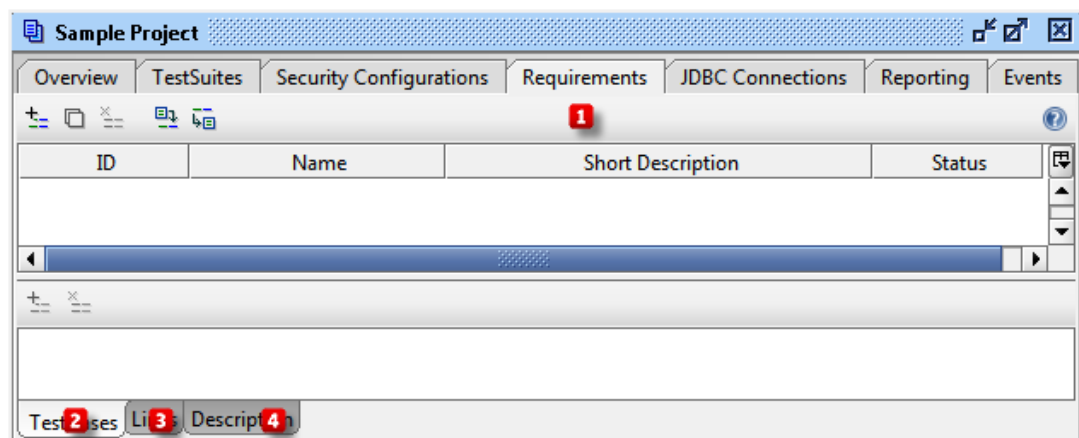 Sample Project
Overview TestSuites Security Configurations Requirements JDBC Connections Reporting Events
1
ID Name Short Description Status
2 3 4